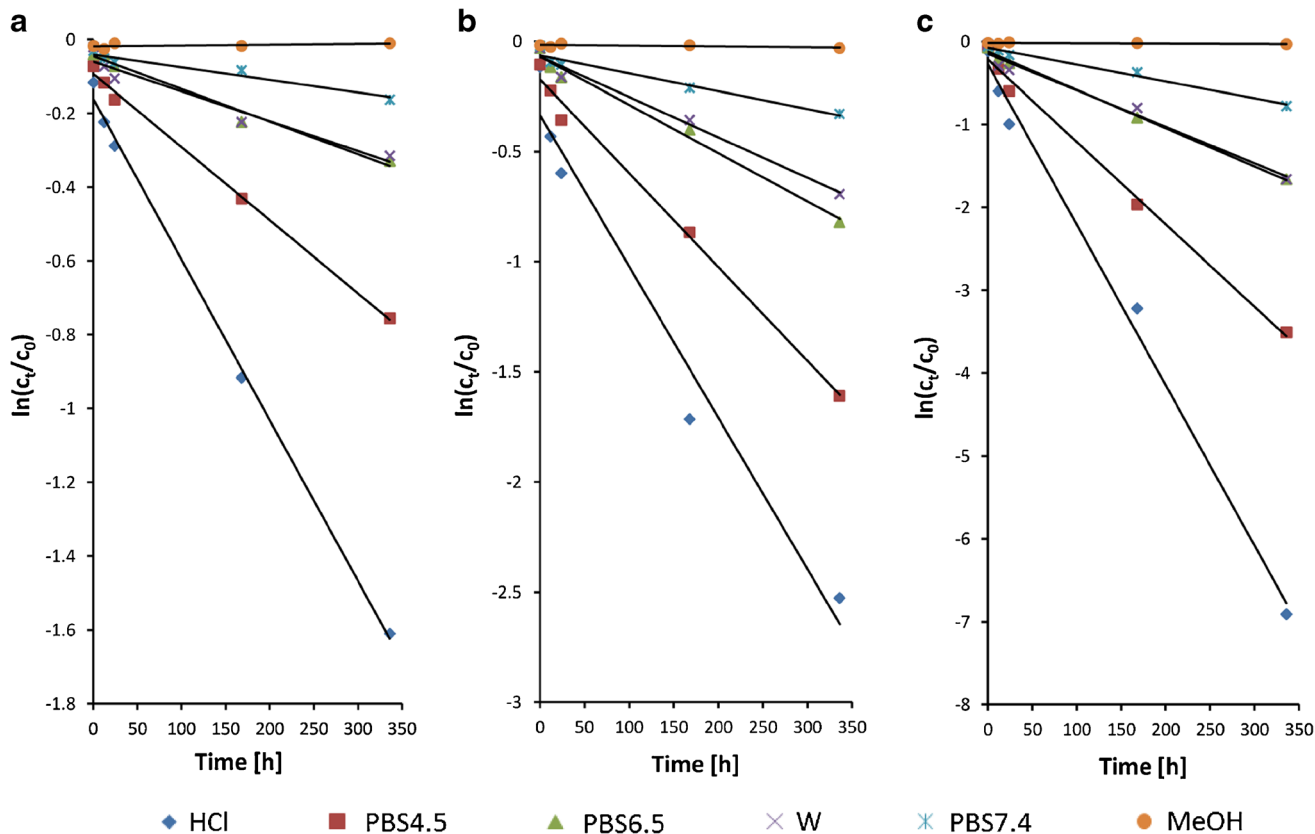 a
0
-0.2
-0.4
-0.6
-0.8
-1
-1.2
-1.4
-1.6
-1.8
ln(ct/c0)
0 50 100 150 200 250 300 350
Time [h]
b
0
-0.5
-1
-1.5
-2
-2.5
-3
ln(ct/c0)
0 50 100 150 200 250 300 350
Time [h]
c
0
-1
-2
-3
-4
-5
-6
-7
-8
ln(ct/c0)
0 50 100 150 200 250 300 350
Time [h]
HCl PBS4.5 PBS6.5 W PBS7.4 MeOH